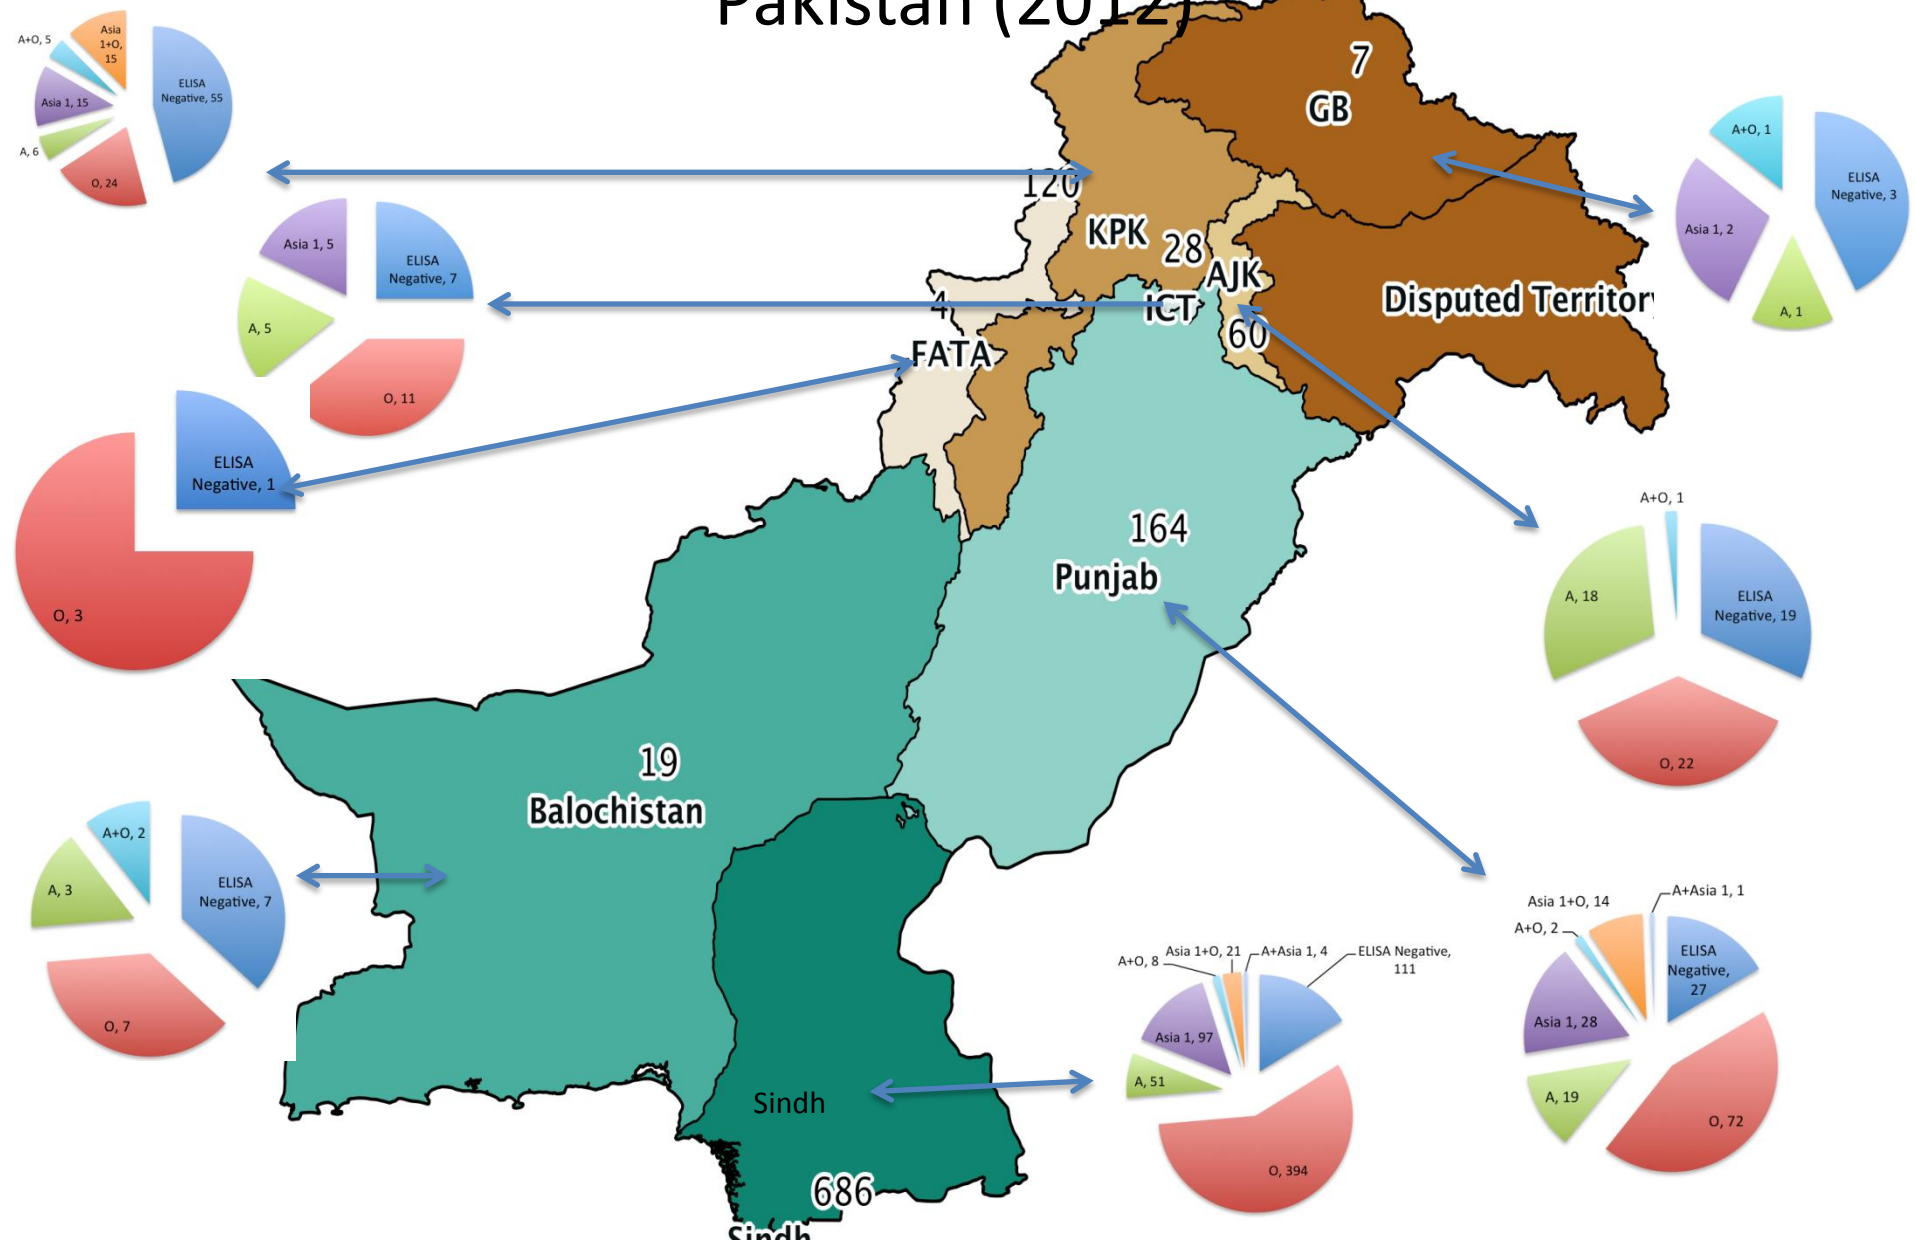 Pakistan (2012)
A+O, 5
Asia
1+O,
15
ELISA
Negative, 55
Asia 1, 15
A, 6
O, 24
Asia 1, 5
ELISA
Negative, 7
A, 5
O, 11
ELISA
Negative, 1
O, 3
A+O, 2
ELISA
Negative, 7
A, 3
O, 7
7
GB
120
KPK
28
AJK
ICT
4
60
FATA
Disputed Territor
164
Punjab
19
Balochistan
Sindh
686
Sindh
A+O, 1
ELISA
Negative, 3
Asia 1, 2
A, 1
A+O, 1
A, 18
ELISA
Negative, 19
O, 22
A+Asia 1, 1
Asia 1+O, 14
A+O, 2
ELISA
Negative,
27
Asia 1, 28
A, 19
O, 72
Asia 1+O, 21
A+Asia 1, 4
ELISA Negative,
111
A+O, 8
Asia 1, 97
A, 51
O, 394